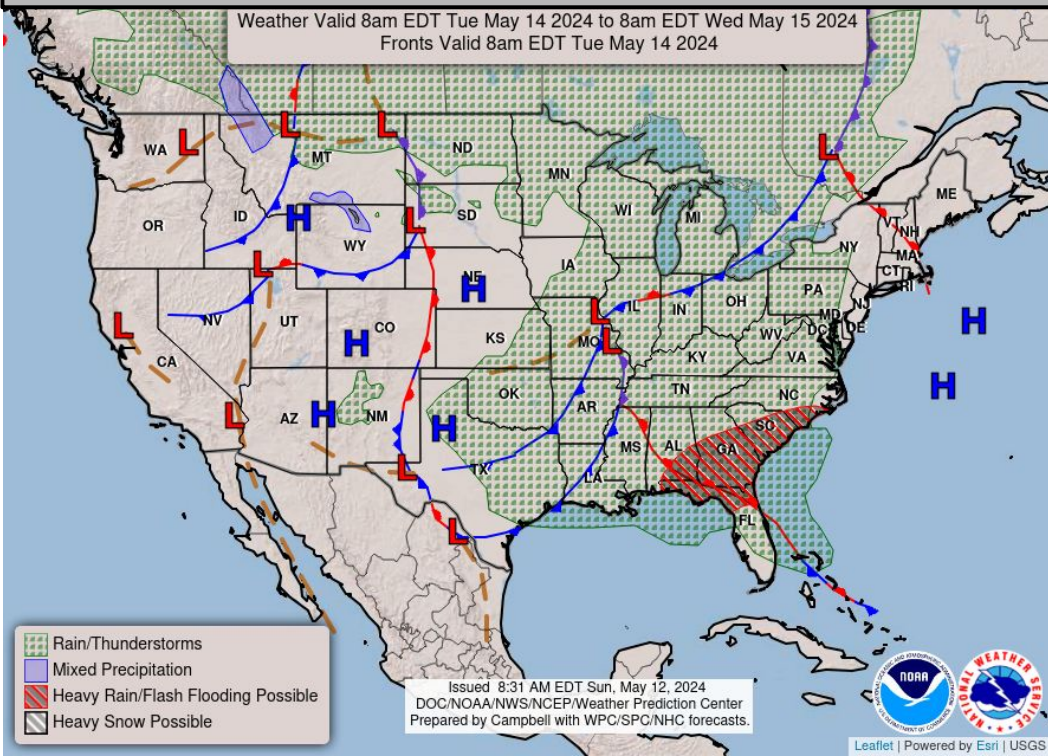 Weather Valid 8am EDT Tue May 14 2024 to 8am EDT Wed May 15 2024
Fronts Valid 8am EDT Tue May 14 2024
WA
MT
ND
MN
ME
OR
ID
WY
SD
WI
MI
VT
NH
NY
MA
CT
RI
NE
IA
NV
UT
CO
KS
MO
IL
IN
OH
PA
NJ
MD
DC
DE
WV
VA
KY
CA
AZ
NM
OK
AR
TN
NC
SC
MS
AL
GA
TX
LA
FL
L
L
L
L
L
L
L
L
L
L
L
L
H
H
H
H
H
H
H
Rain/Thunderstorms
Mixed Precipitation
Heavy Rain/Flash Flooding Possible
Heavy Snow Possible
Issued 8:31 AM EDT Sun, May 12, 2024
DOC/NOAA/NWS/NCEP/Weather Prediction Center
Prepared by Campbell with WPC/SPC/NHC forecasts.
NOAA
NATIONAL WEATHER SERVICE
Leaflet | Powered by Esri | USGS